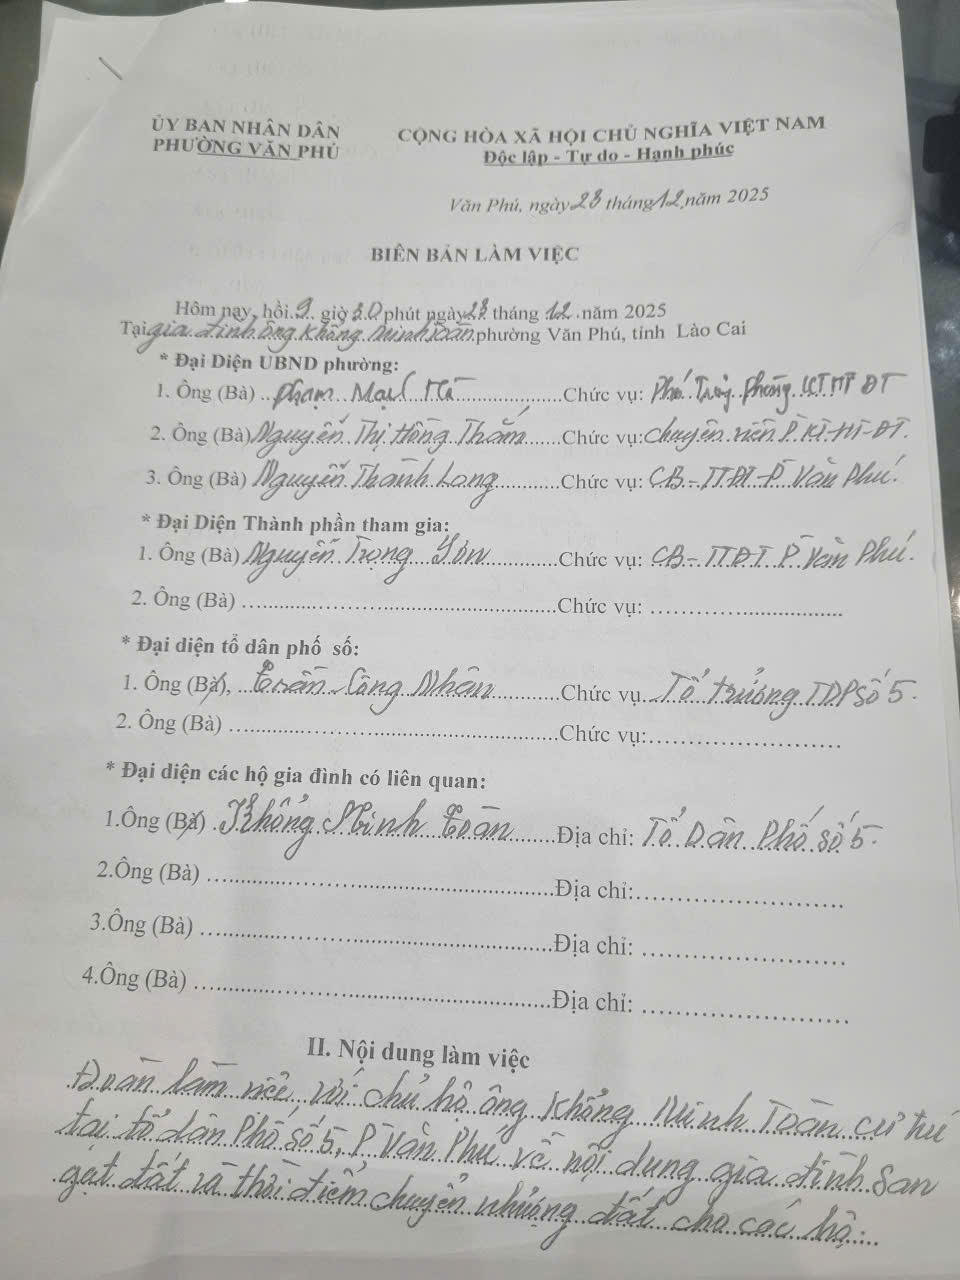 ỦY BAN NHÂN DÂN
PHƯỜNG VĂN PHÚ
CỘNG HÒA XÃ HỘI CHỦ NGHĨA VIỆT NAM
Độc lập - Tự do - Hạnh phúc
Văn Phú, ngày 28 tháng 12 năm 2025
BIÊN BẢN LÀM VIỆC
Hôm nay, hồi 9 giờ 30 phút ngày 28 tháng 12 năm 2025
Tại gia đình ông Khổng Minh Toàn phường Văn Phú, tỉnh Lào Cai
* Đại Diện UBND phường:
1. Ông (Bà) Phạm Mạnh Hà Chức vụ: Phó Trưởng phòng KTHT ĐT
2. Ông (Bà) Nguyễn Thị Hồng Thắm Chức vụ: Chuyên viên P. KT-HT-ĐT.
3. Ông (Bà) Nguyễn Thành Long Chức vụ: CB - TTĐT - P Văn Phú.
* Đại Diện Thành phần tham gia:
1. Ông (Bà) Nguyễn Trọng Sơn Chức vụ: CB - TTĐT P Văn Phú.
2. Ông (Bà) Chức vụ:
* Đại diện tổ dân phố số:
1. Ông (Bà), Trần Công Nhân Chức vụ Tổ trưởng TDP số 5.
2. Ông (Bà) Chức vụ:
* Đại diện các hộ gia đình có liên quan:
1.Ông (Bà) Khổng Minh Toàn Địa chỉ: Tổ Dân Phố số 5.
2.Ông (Bà) Địa chỉ:
3.Ông (Bà) Địa chỉ:
4.Ông (Bà) Địa chỉ:
II. Nội dung làm việc
Đoàn làm việc với chủ hộ ông Khổng Minh Toàn cư trú
tại tổ dân Phố số 5, P Văn Phú về nội dung gia đình San
gạt đất và thời điểm chuyển nhượng đất cho các hộ.